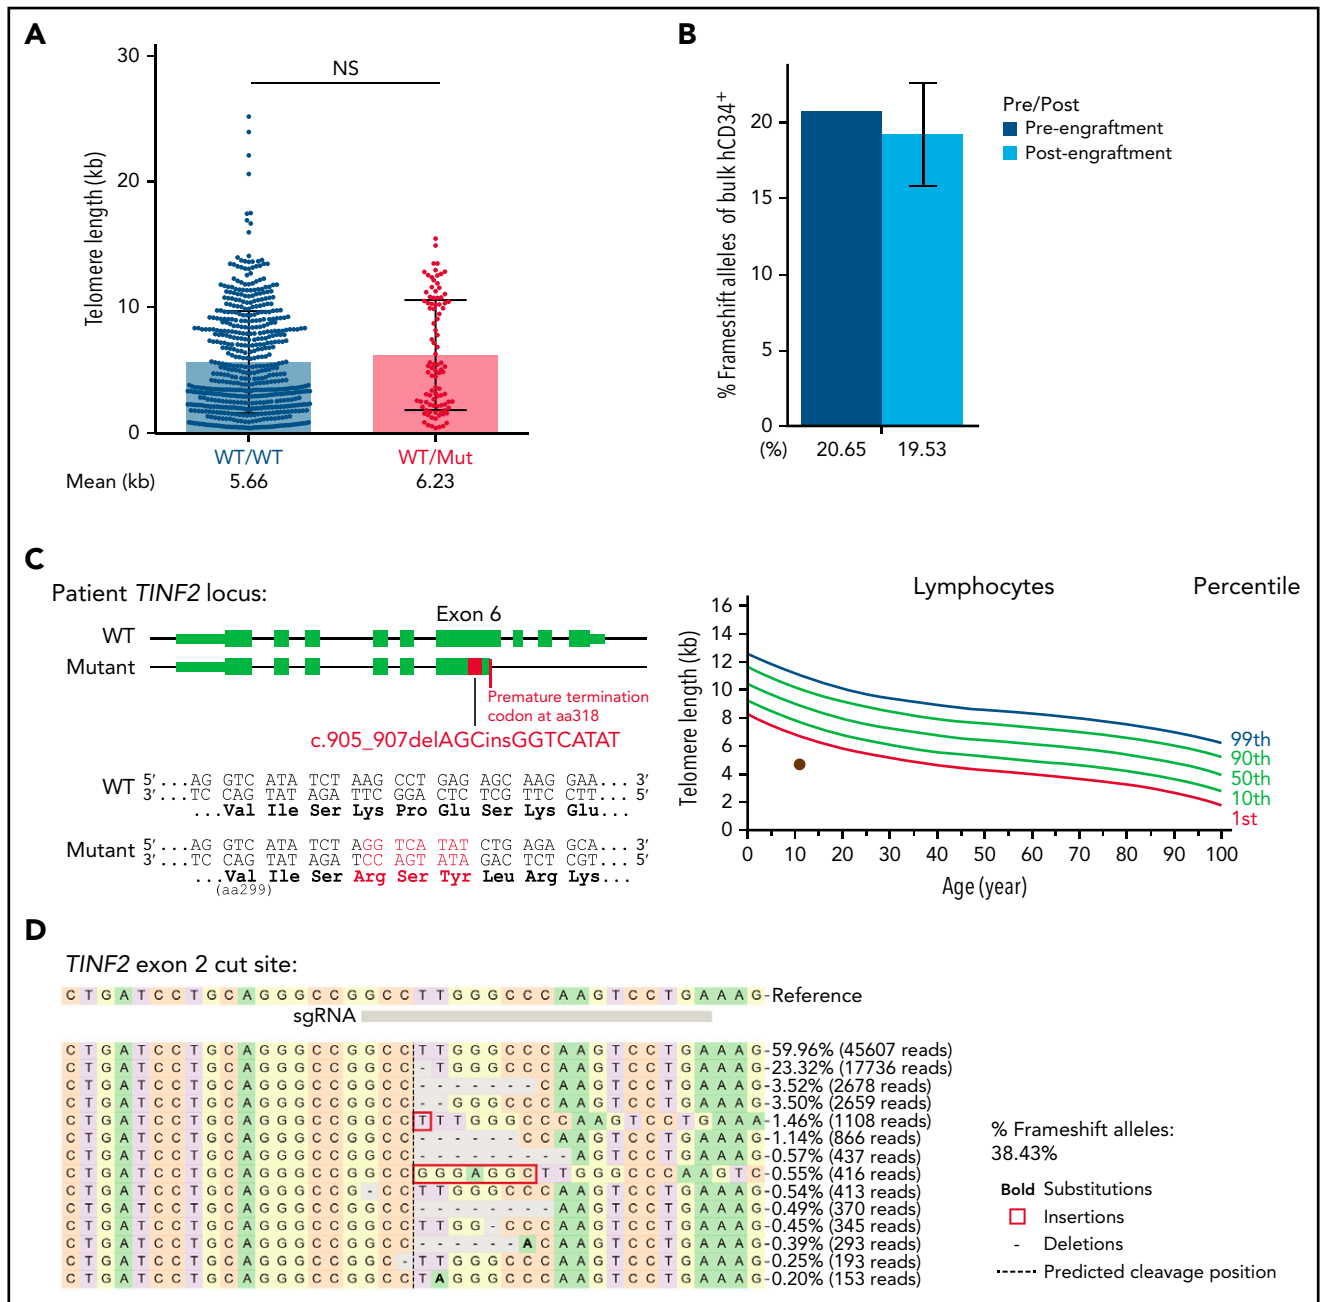 A
30
20
10
0
Telomere length (kb)
NS
WT/WT
WT/Mut
Mean (kb)
5.66
6.23
B
20
15
10
5
0
% Frameshift alleles of bulk hCD34+
(%)
20.65
19.53
Pre/Post
Pre-engraftment
Post-engraftment
C
Patient TINF2 locus:
Exon 6
WT
Mutant
Premature termination
codon at aa318
c.905_907delAGCinsGGTCATAT
WT
5′...AG GTC ATA TCT AAG CCT GAG AGC AAG GAA... 3′
3′...TC CAG TAT AGA TTC GGA CTC TCG TTC CTT... 5′
...Val Ile Ser Lys Pro Glu Ser Lys Glu...
Mutant
5′...AG GTC ATA TCT AGG TCA TAT CTG AGA GCA... 3′
3′...TC CAG TAT AGA TCC AGT ATA GAC TCT CGT... 5′
...Val Ile Ser Arg Ser Tyr Leu Arg Lys...
(aa299)
Lymphocytes
Percentile
Telomere length (kb)
16
14
12
10
8
6
4
2
0
0 10 20 30 40 50 60 70 80 90 100
Age (year)
99th
90th
50th
10th
1st
D
TINF2 exon 2 cut site:
C T G A T C C T G C A G G G C C G G C C T T G G G C C C A A G T C C T G A A A G-Reference
sgRNA
C T G A T C C T G C A G G G C C G G C C T T G G G C C C A A G T C C T G A A A G-59.96% (45607 reads)
C T G A T C C T G C A G G G C C G G C C - T G G G C C C A A G T C C T G A A A G-23.32% (17736 reads)
C T G A T C C T G C A G G G C C G G C C - - - - - - - C A A G T C C T G A A A G-3.52% (2678 reads)
C T G A T C C T G C A G G G C C G G C C - - G G G C C C A A G T C C T G A A A G-3.50% (2659 reads)
C T G A T C C T G C A G G G C C G G C C T T T G G G C C C A A G T C C T G A A A-1.46% (1108 reads)
C T G A T C C T G C A G G G C C G G C C - - - - - - C C A A G T C C T G A A A G-1.14% (866 reads)
C T G A T C C T G C A G G G C C G G C C - - - - - - - - - A G T C C T G A A A G-0.57% (437 reads)
C T G A T C C T G C A G G G C C G G C C G G G A G G C T T G G G C C C A A G T C-0.55% (416 reads)
C T G A T C C T G C A G G G C C G - C C T T G G G C C C A A G T C C T G A A A G-0.54% (413 reads)
C T G A T C C T G C A G G G C C G G C C - - - - - - - - A A G T C C T G A A A G-0.49% (370 reads)
C T G A T C C T G C A G G G C C G G C C T T G G - C C C A A G T C C T G A A A G-0.45% (345 reads)
C T G A T C C T G C A G G G C C G G C C - - - - - - A C A A G T C C T G A A A G-0.39% (293 reads)
C T G A T C C T G C A G G G C C G G C - T T G G G C C C A A G T C C T G A A A G-0.25% (193 reads)
C T G A T C C T G C A G G G C C G G C C T A G G G C C C A A G T C C T G A A A G-0.20% (153 reads)
% Frameshift alleles:
38.43%
Bold Substitutions
Insertions
- Deletions
Predicted cleavage position